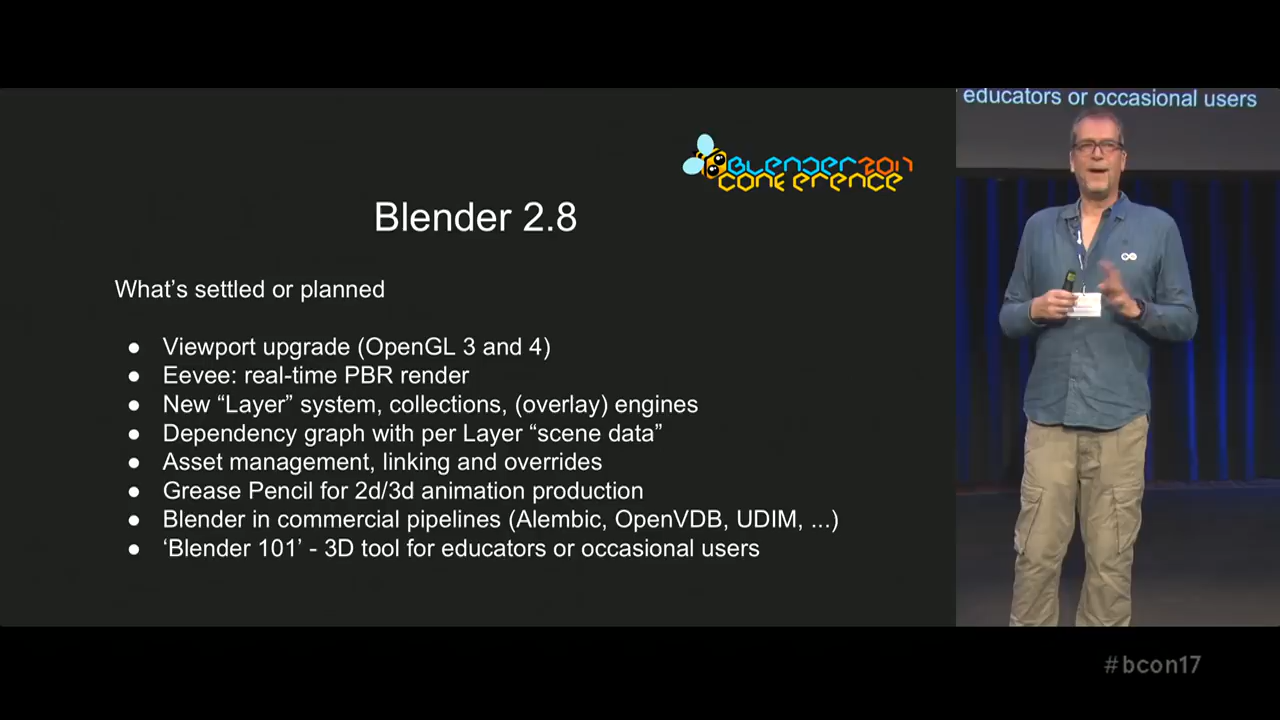 educators or occasional users
BLENDER 2017
CONFERENCE
Blender 2.8
What’s settled or planned
● Viewport upgrade (OpenGL 3 and 4)
● Eevee: real-time PBR render
● New “Layer” system, collections, (overlay) engines
● Dependency graph with per Layer “scene data”
● Asset management, linking and overrides
● Grease Pencil for 2d/3d animation production
● Blender in commercial pipelines (Alembic, OpenVDB, UDIM, ...)
● ‘Blender 101’ - 3D tool for educators or occasional users
#bcon17